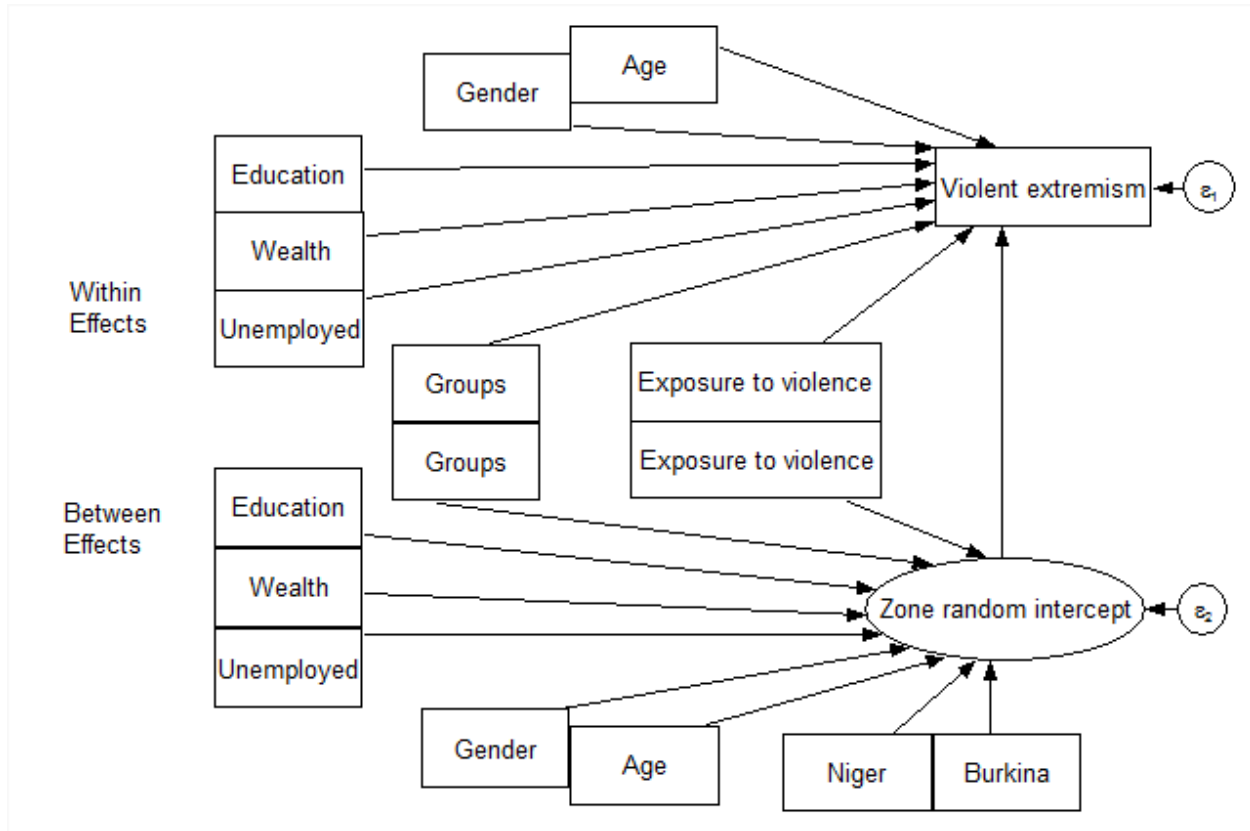 Age
Gender
Education
Violent extremism
ε1
Wealth
Within
Effects
Unemployed
Groups
Exposure to violence
Groups
Exposure to violence
Education
Between
Effects
Wealth
Zone random intercept
ε2
Unemployed
Gender
Age
Niger
Burkina